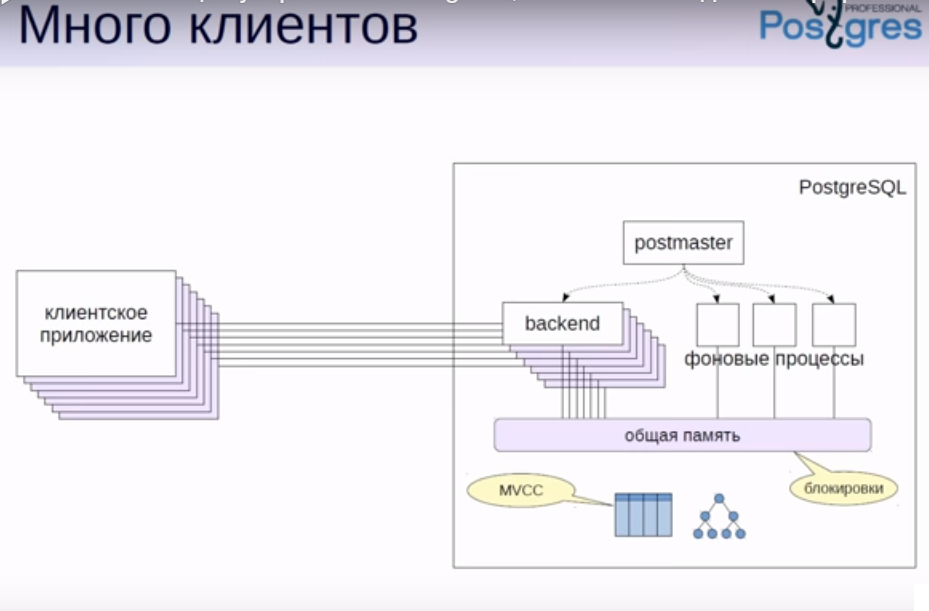 Много клиентов
PROFESSIONAL
Postgres
PostgreSQL
postmaster
клиентское
приложение
backend
фоновые процессы
общая память
MVCC
блокировки